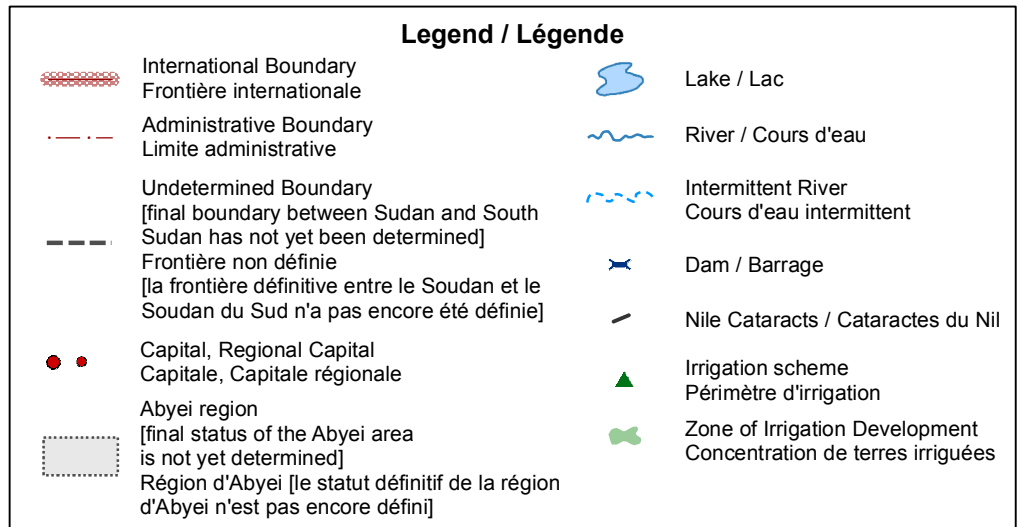 Legend / Légende
International Boundary
Frontière internationale
Administrative Boundary
Limite administrative
Undetermined Boundary
[final boundary between Sudan and South
Sudan has not yet been determined]
Frontière non définie
[la frontière définitive entre le Soudan et le
Soudan du Sud n'a pas encore été définie]
Capital, Regional Capital
Capitale, Capitale régionale
Abyei region
[final status of the Abyei area
is not yet determined]
Région d'Abyei [le statut définitif de la région
d'Abyei n'est pas encore défini]
Lake / Lac
River / Cours d'eau
Intermittent River
Cours d'eau intermittent
Dam / Barrage
Nile Cataracts / Cataractes du Nil
Irrigation scheme
Périmètre d'irrigation
Zone of Irrigation Development
Concentration de terres irriguées